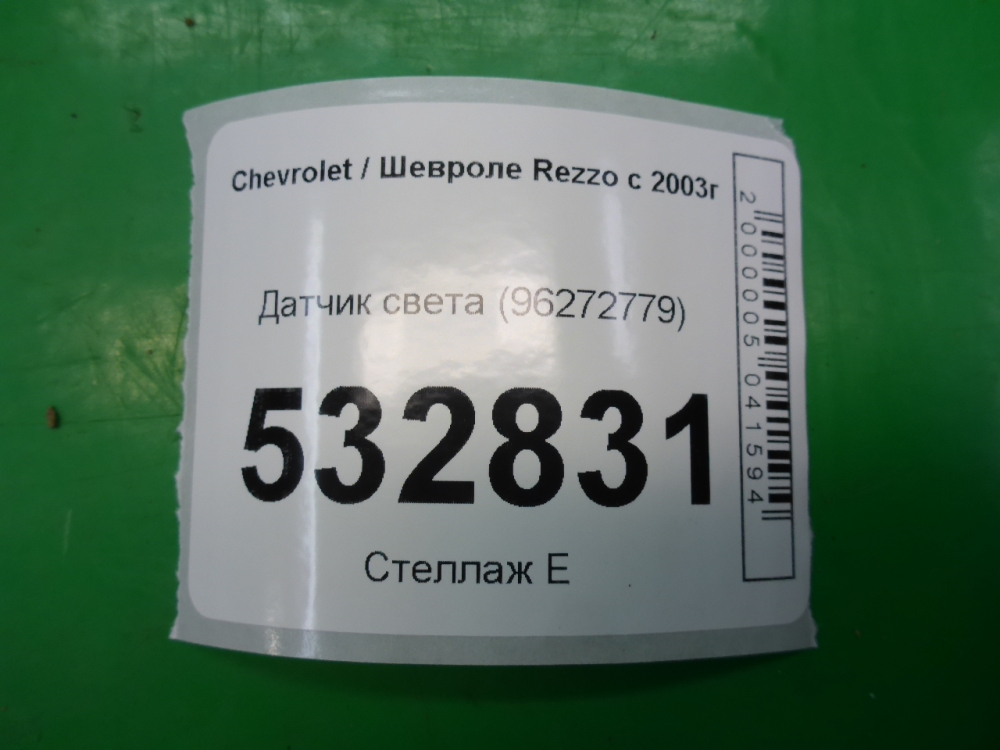 Chevrolet / Шевроле Rezzo с 2003г
Датчик света (96272779)
532831
Стеллаж Е
2000005041594